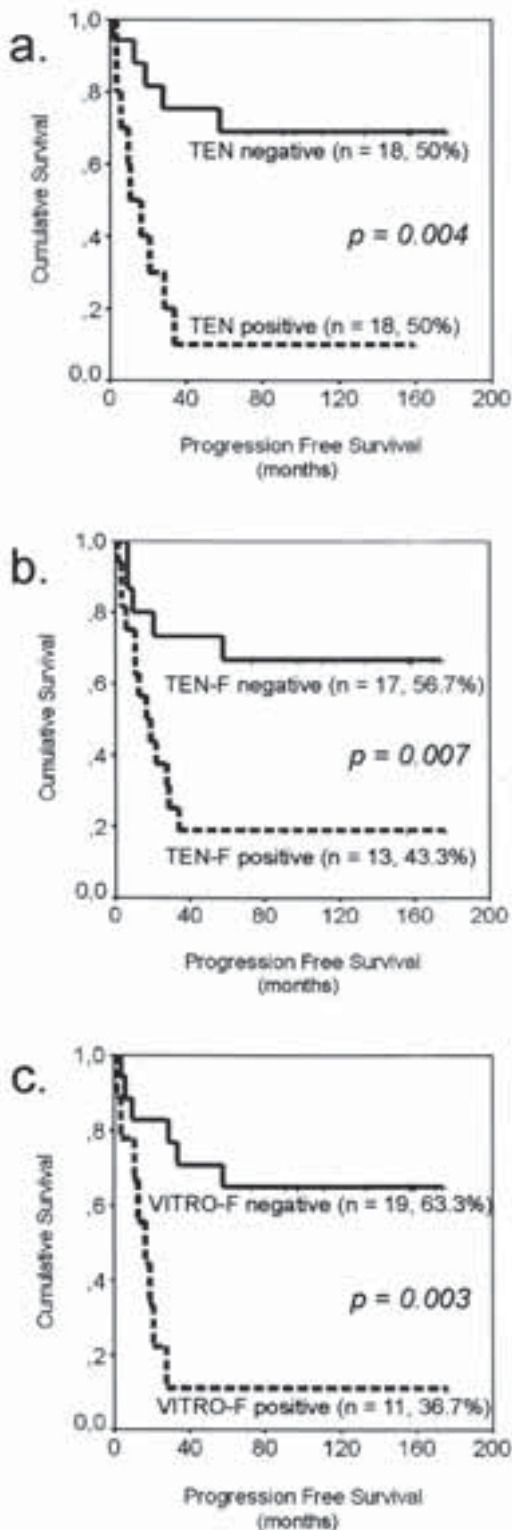 a.
1,0
,8
,6
,4
,2
0,0
Cumulative Survival
TEN negative (n = 18, 50%)
p = 0.004
TEN positive (n = 18, 50%)
0 40 80 120 160 200
Progression Free Survival
(months)
b.
1,0
,8
,6
,4
,2
0,0
Cumulative Survival
TEN-F negative (n = 17, 56.7%)
p = 0.007
TEN-F positive (n = 13, 43.3%)
0 40 80 120 160 200
Progression Free Survival
(months)
c.
1,0
,8
,6
,4
,2
0,0
Cumulative Survival
VITRO-F negative (n = 19, 63.3%)
p = 0.003
VITRO-F positive (n = 11, 36.7%)
0 40 80 120 160 200
Progression Free Survival
(months)